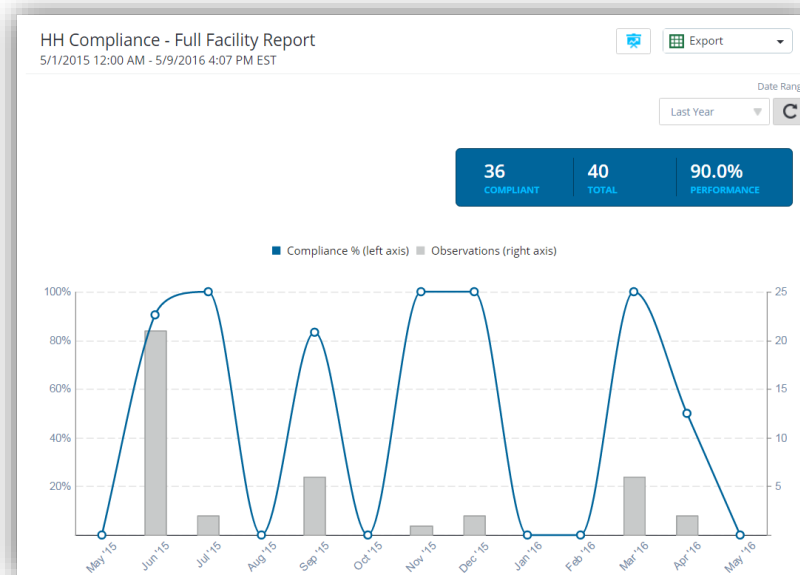 HH Compliance - Full Facility Report
5/1/2015 12:00 AM - 5/9/2016 4:07 PM EST
Export
Date Rang
Last Year
36 40 90.0%
COMPLIANT TOTAL PERFORMANCE
Compliance % (left axis) Observations (right axis)
100% 25
80% 20
60% 15
40% 10
20% 5
May '15 Jun '15 Jul '15 Aug '15 Sep '15 Oct '15 Nov '15 Dec '15 Jan '16 Feb '16 Mar '16 Apr '16 May '16